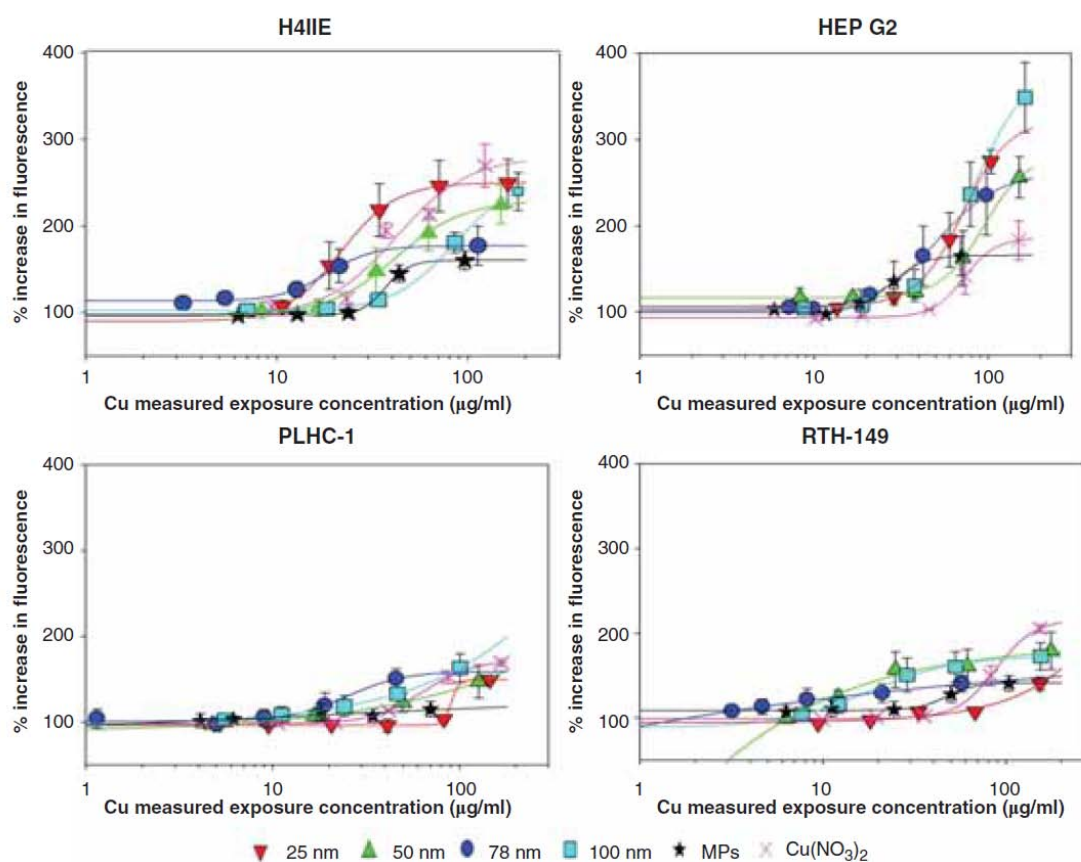 H4IIE
% increase in fluorescence
400
300
200
100
1
10
100
Cu measured exposure concentration (µg/ml)
HEP G2
% increase in fluorescence
400
300
200
100
1
10
100
Cu measured exposure concentration (µg/ml)
PLHC-1
% increase in fluorescence
400
300
200
100
1
10
100
Cu measured exposure concentration (µg/ml)
RTH-149
% increase in fluorescence
400
300
200
100
1
10
100
Cu measured exposure concentration (µg/ml)
25 nm 50 nm 78 nm 100 nm MPs Cu(NO₃)₂